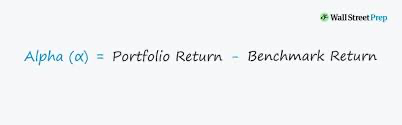 Wall Street Prep
Alpha (α) = Portfolio Return - Benchmark Return